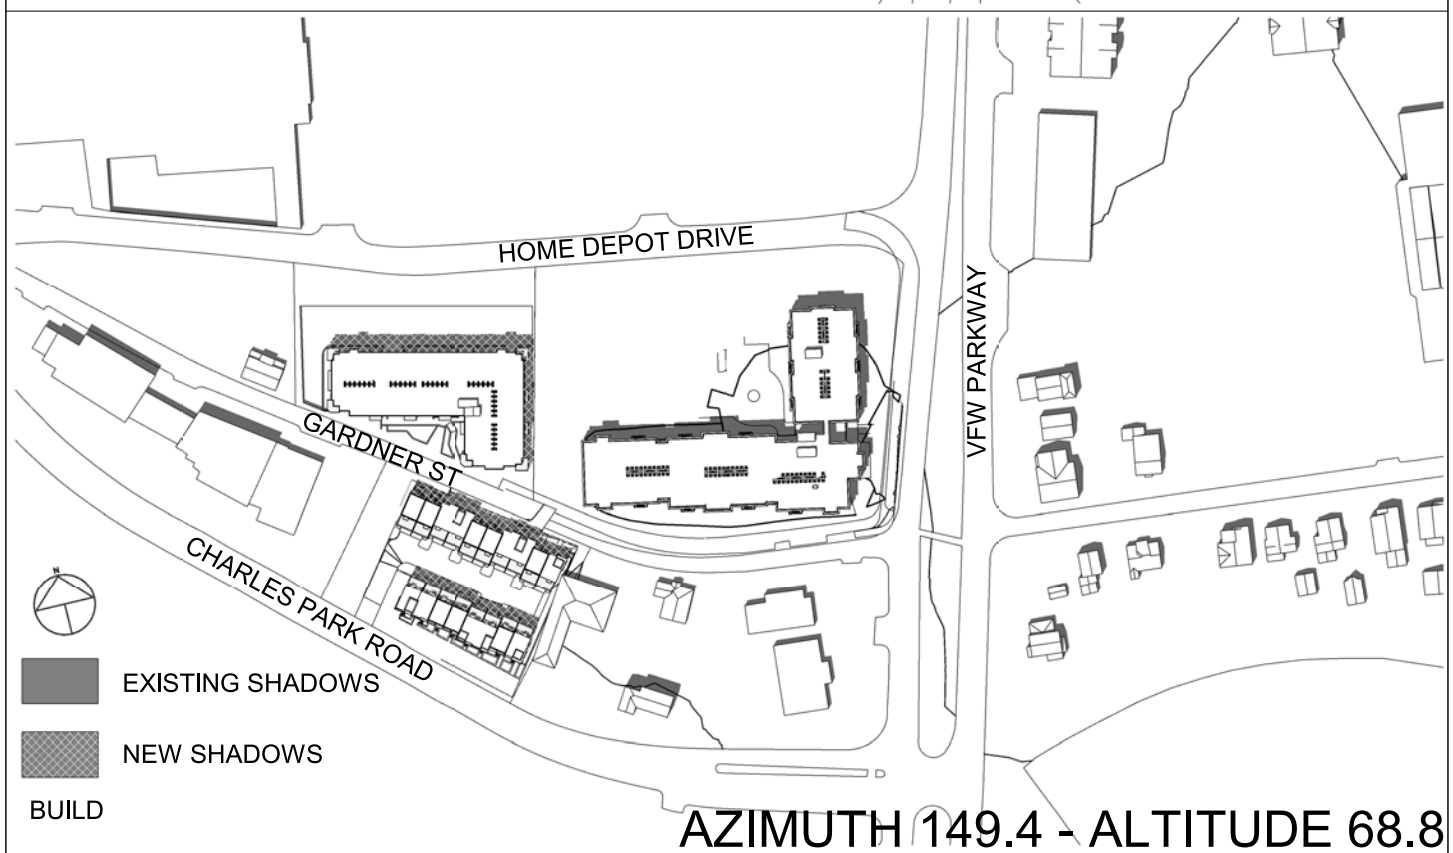 HOME DEPOT DRIVE
VFW PARKWAY
GARDNER ST
CHARLES PARK ROAD
N
EXISTING SHADOWS
NEW SHADOWS
BUILD
AZIMUTH 149.4 - ALTITUDE 68.8